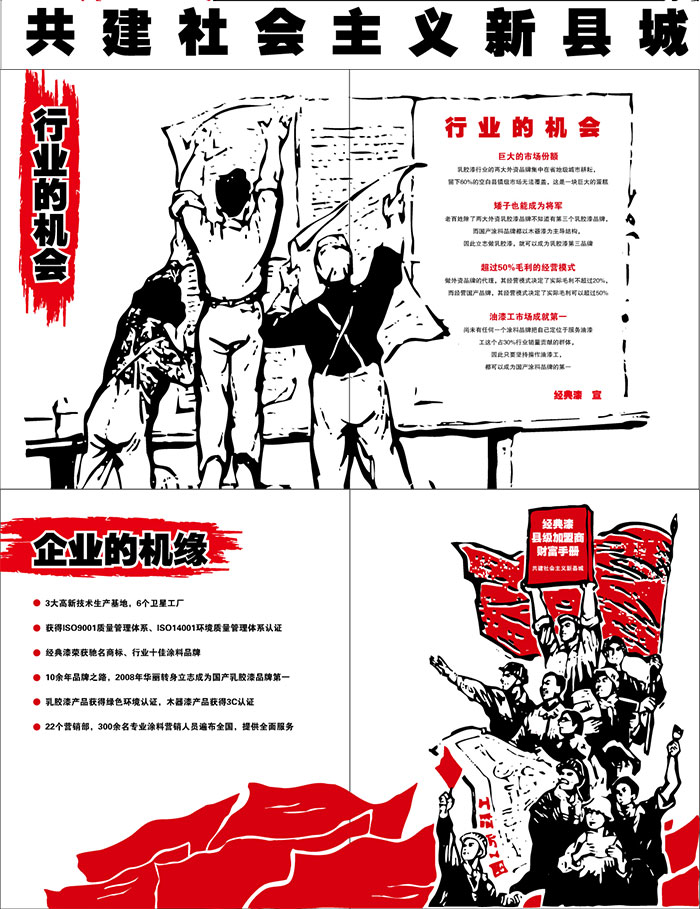 共建社会主义新县城
行业的机会
行业的机会
巨大的市场份额
乳胶漆行业的两大外资品牌集中在省地级城市耕耘,
留下60%的空白县镇级市场无法覆盖,这是一块巨大的蛋糕
矮子也能成为将军
老百姓除了两大外资乳胶漆品牌不知道有第三个乳胶漆品牌,
而国产涂料品牌都以木器漆为主导结构。
因此立志做乳胶漆,就可以成为乳胶漆第三品牌
超过50%毛利的经营模式
做外资品牌的代理,其经营模式决定了实际毛利不超过20%,
而经营国产品牌,其经营模式决定了实际毛利可以超过50%
油漆工市场成就第一
尚未有任何一个涂料品牌把自己定位于服务油漆
工这个占30%行业销量贡献的群体,
因此只要坚持操作油漆工,
都可以成为国产涂料品牌的第一
经典漆 宣
企业的机缘
3大高新技术生产基地,6个卫星工厂
获得ISO9001质量管理体系、ISO14001环境质量管理体系认证
经典漆荣获驰名商标、行业十佳涂料品牌
10余年品牌之路,2008年华丽转身立志成为国产乳胶漆品牌第一
乳胶漆产品获得绿色环境认证,木器漆产品获得3C认证
22个营销部,300余名专业涂料营销人员遍布全国,提供全面服务
经典漆
县级加盟商
财富手册
共建社会主义新县城